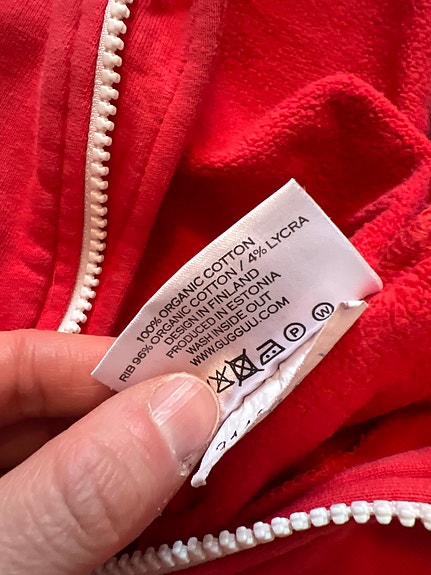 100% ORGANIC COTTON
RIB 96% ORGANIC COTTON / 4% LYCRA
DESIGN IN FINLAND
PRODUCED IN ESTONIA
WASH INSIDE OUT
WWW.GUGGUU.COM
P W